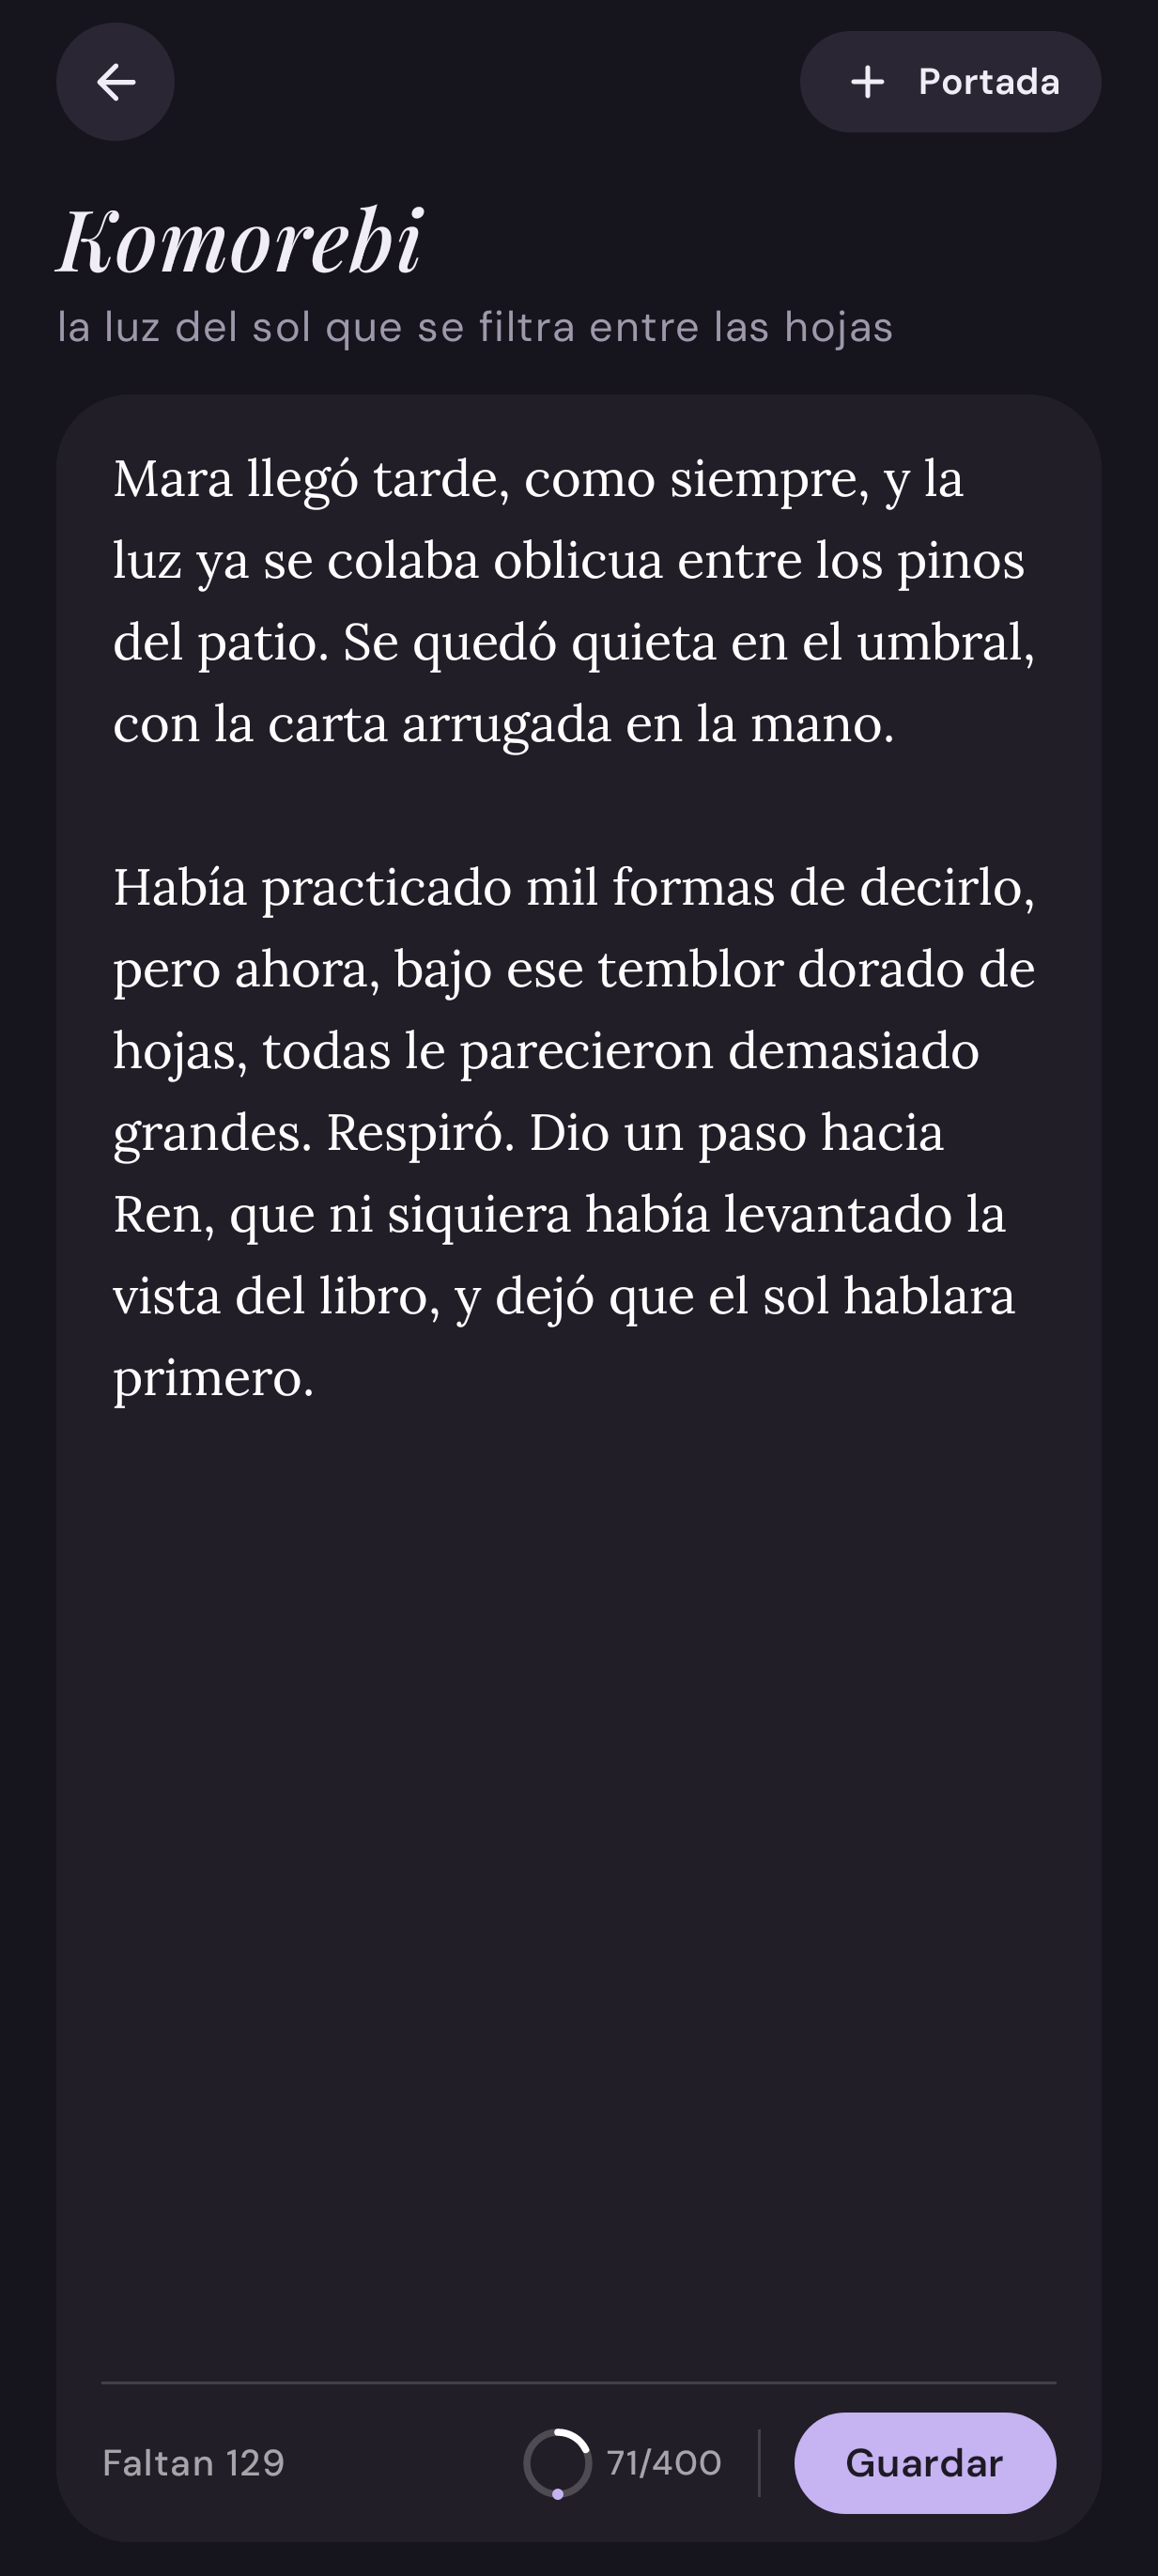 Portada
Komorebi
la luz del sol que se filtra entre las hojas
Mara llegó tarde, como siempre, y la
luz ya se colaba oblicua entre los pinos
del patio. Se quedó quieta en el umbral,
con la carta arrugada en la mano.
Había practicado mil formas de decirlo,
pero ahora, bajo ese temblor dorado de
hojas, todas le parecieron demasiado
grandes. Respiró. Dio un paso hacia
Ren, que ni siquiera había levantado la
vista del libro, y dejó que el sol hablara
primero.
Faltan 129
71/400
Guardar